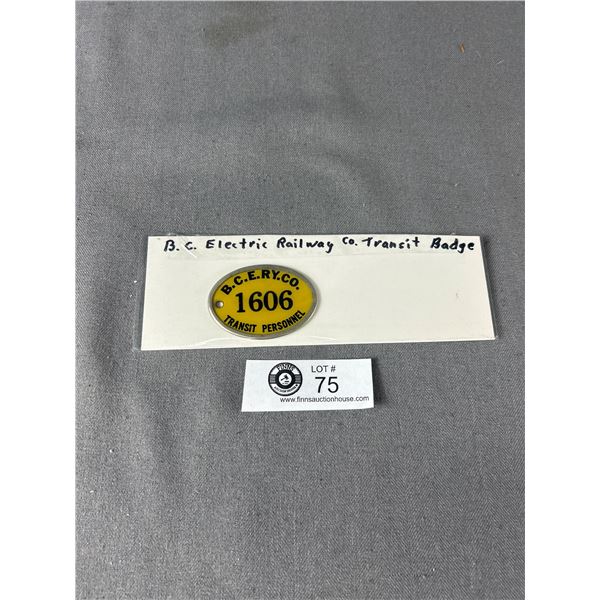 B. C. Electric Railway Co. Transit Badge
B.C.E.RY.CO.
1606
TRANSIT PERSONNEL
LOT #
75
www.finnsauctionhouse.com